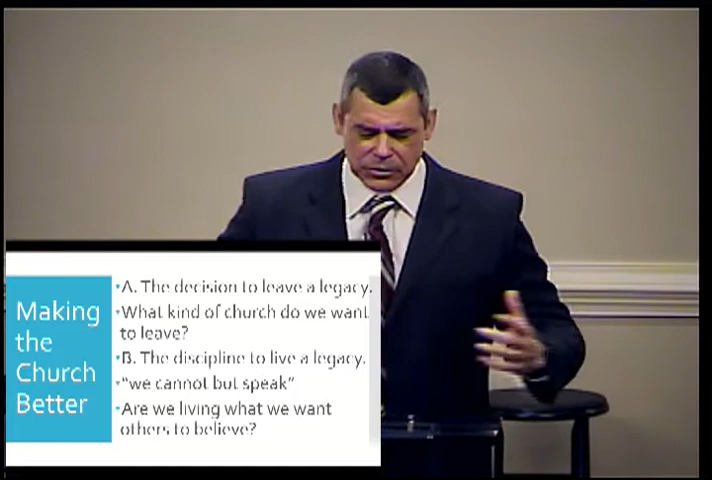 Making
the
Church
Better
•A. The decision to leave a legacy.
•What kind of church do we want
to leave?
•B. The discipline to live a legacy.
•"we cannot but speak"
•Are we living what we want
others to believe?